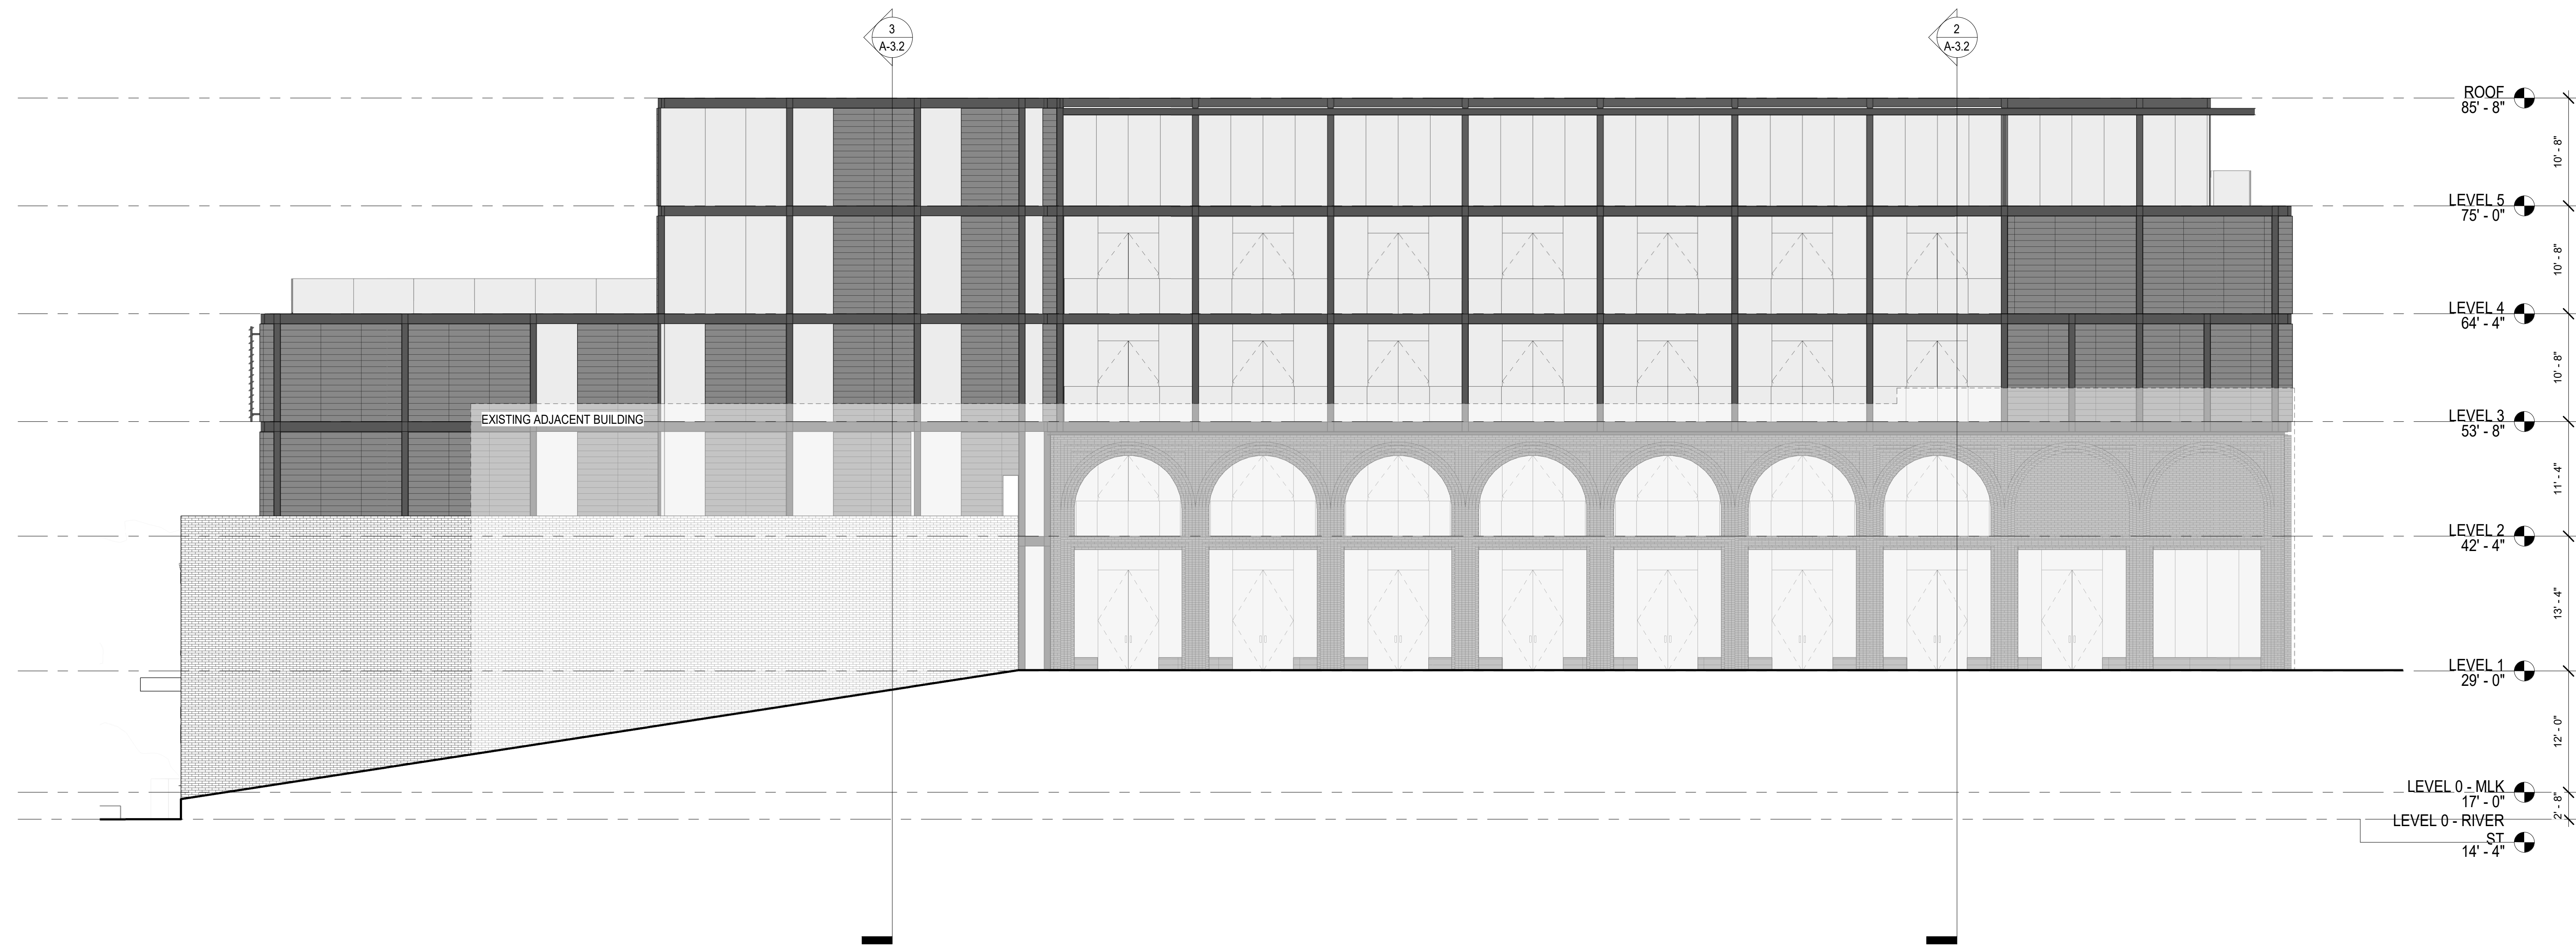 3
A-3.2
2
A-3.2
ROOF
85' - 8"
10' - 8"
LEVEL 5
75' - 0"
10' - 8"
LEVEL 4
64' - 4"
10' - 8"
EXISTING ADJACENT BUILDING
LEVEL 3
53' - 8"
11' - 4"
LEVEL 2
42' - 4"
13' - 4"
LEVEL 1
29' - 0"
12' - 0"
LEVEL 0 - MLK
17' - 0"
2' - 8"
LEVEL 0 - RIVER
ST
14' - 4"